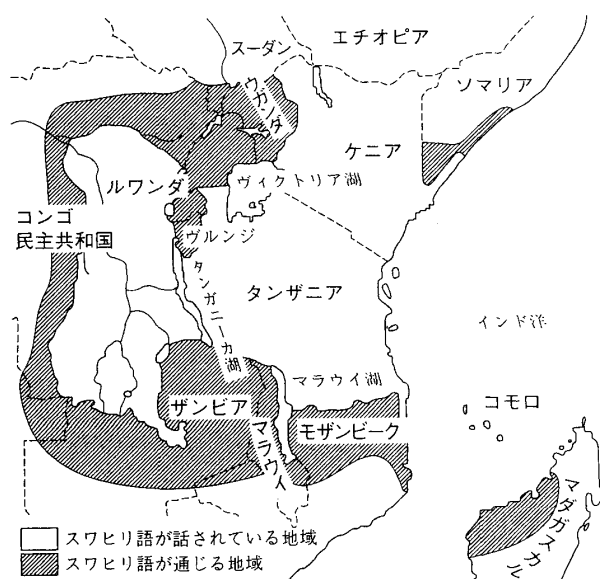 スーダン
エチオピア
ソマリア
ウガンダ
ケニア
ルワンダ
ヴィクトリア湖
コンゴ
民主共和国
ヴルンジ
タンガニーカ湖
タンザニア
インド洋
マラウイ湖
コモロ
ザンビア
マラウイ
モザンビーク
マダガスカル
スワヒリ語が話されている地域
スワヒリ語が通じる地域